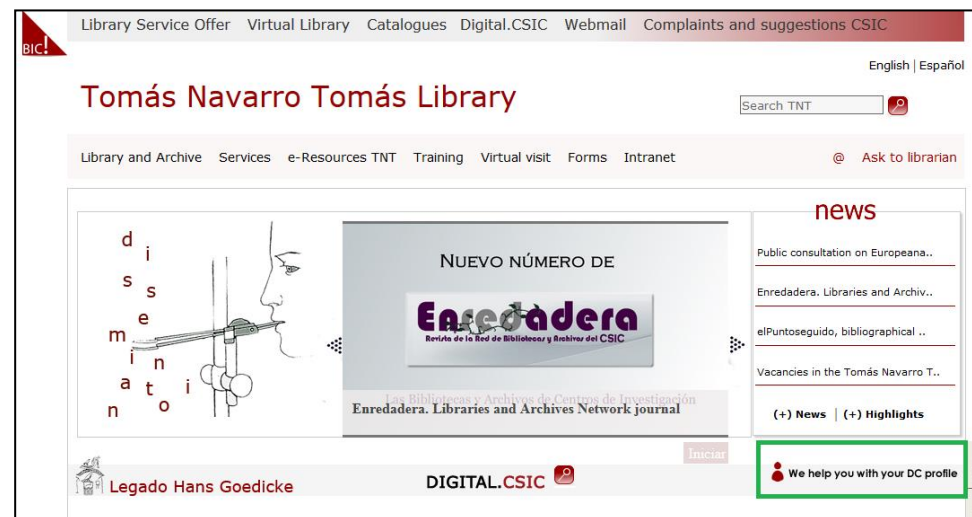 BIC!
Library Service Offer Virtual Library Catalogues Digital.CSIC Webmail Complaints and suggestions CSIC
English | Español
Tomás Navarro Tomás Library
Search TNT
Library and Archive Services e-Resources TNT Training Virtual visit Forms Intranet @ Ask to librarian
dissemination
NUEVO NÚMERO DE
Enredadera
Revista de la Red de Bibliotecas y Archivos del CSIC
Las Bibliotecas y Archivos de Centros de Investigación
Enredadera. Libraries and Archives Network journal
news
Public consultation on Europeana..
Enredadera. Libraries and Archiv..
elPuntoseguido, bibliographical ..
Vacancies in the Tomás Navarro T..
(+) News | (+) Highlights
Iniciar
Legado Hans Goedicke
DIGITAL.CSIC
We help you with your DC profile